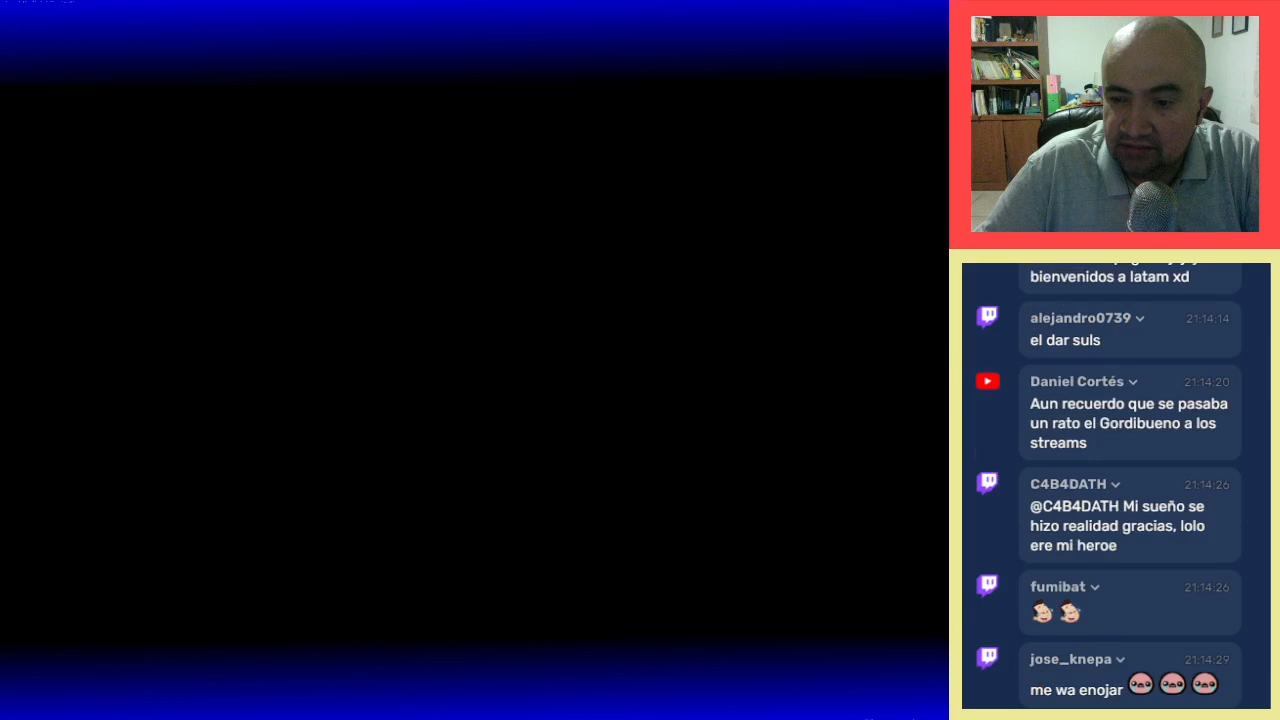 bienvenidos a latam xd
alejandro0739
21:14:14
el dar suls
Daniel Cortés
21:14:20
Aun recuerdo que se pasaba
un rato el Gordibueno a los
streams
C4B4DATH
21:14:26
@C4B4DATH Mi sueño se
hizo realidad gracias, lolo
ere mi heroe
fumibat
21:14:26
jose_knepa
21:14:29
me wa enojar